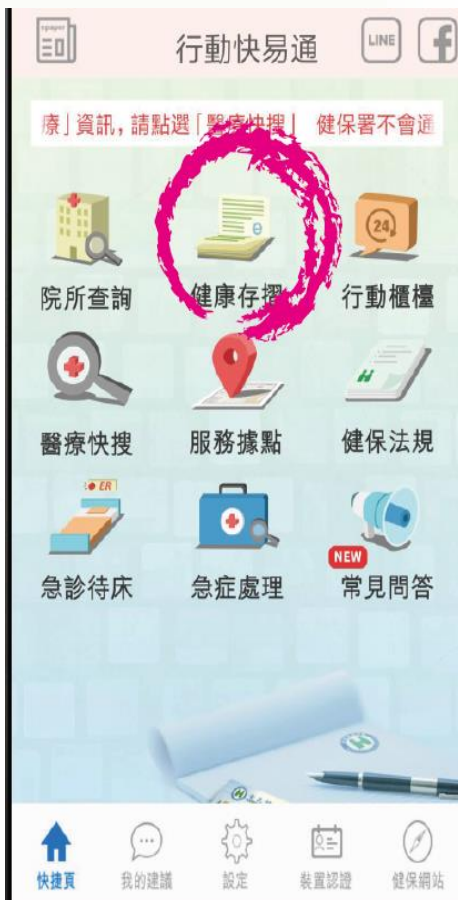 epaper
行動快易通
LINE
f
療」資訊,請點選「醫療快搜」 健保署不會通
e
24
院所查詢
健康存摺
行動櫃檯
H
醫療快搜
服務據點
健保法規
ER
NEW
急診待床
急症處理
常見問答
快捷頁
我的建議
設定
裝置認證
健保網站